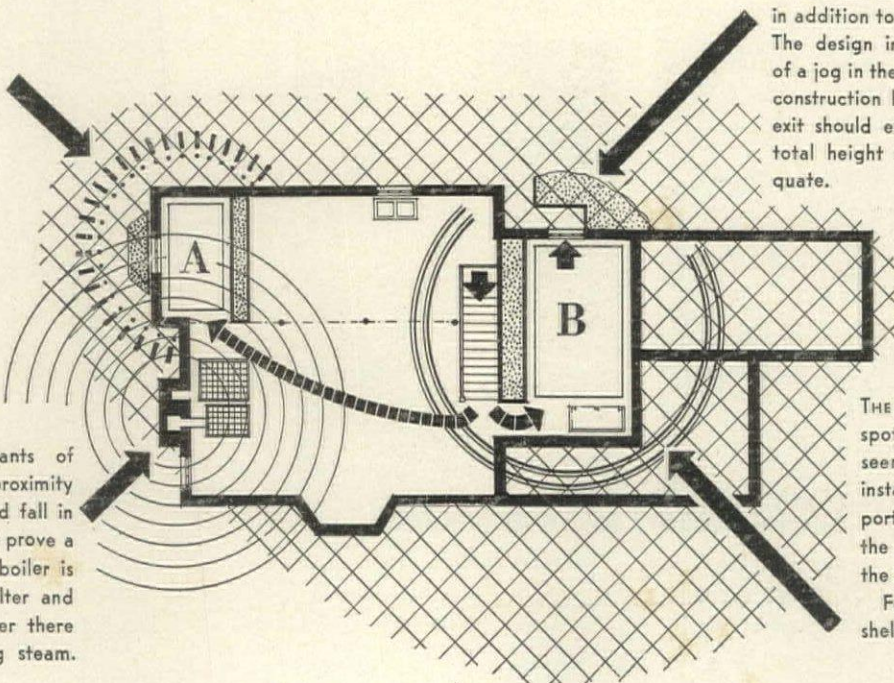 in addition to
The design in
of a jog in the
construction l
exit should e
total height
quate.
A
B
ants of
roximity
d fall in
prove a
boiler is
lter and
er there
g steam.
THE
spot
seem
insta
port
the
the
F
shel